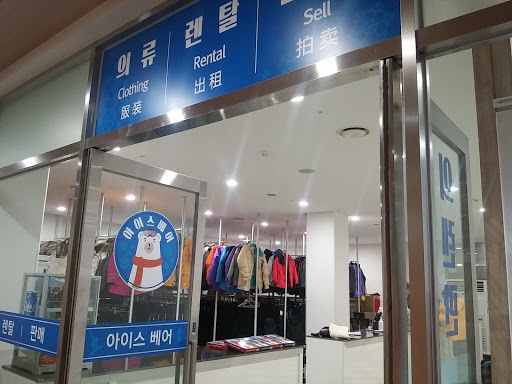 의류
Clothing
服装
렌탈
Rental
出租
Sell
拍卖
아이스베어
렌탈 | 판매
아이스 베어